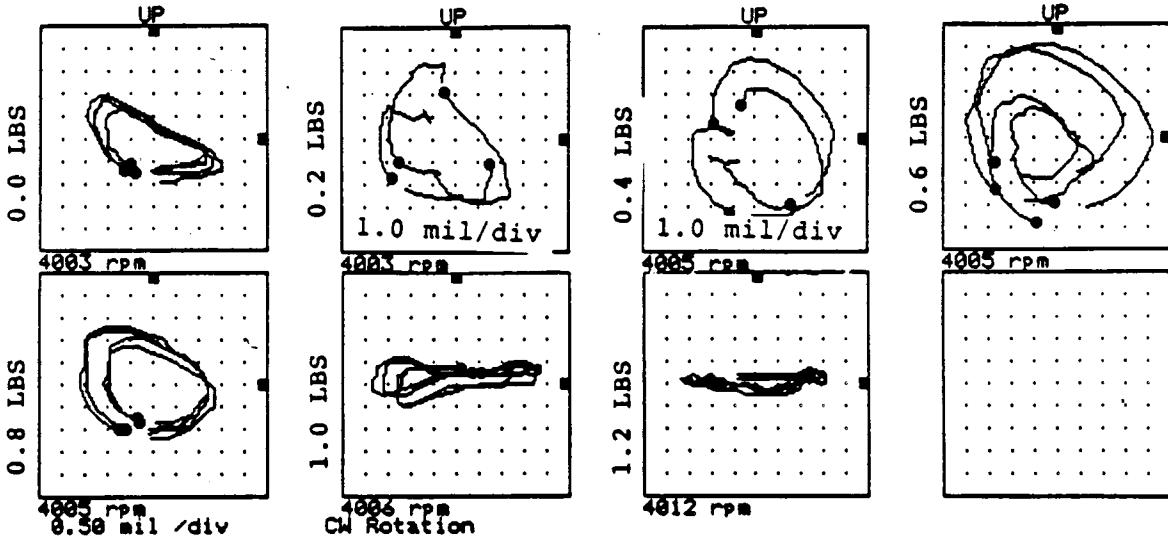 UP
UP
UP
UP
0.0 LBS
0.2 LBS
0.4 LBS
0.6 LBS
1.0 mil/div
1.0 mil/div
4003 rpm
4003 rpm
4005 rpm
4005 rpm
0.8 LBS
1.0 LBS
1.2 LBS
4005 rpm
4006 rpm
4012 rpm
0.50 mil /div
CW Rotation